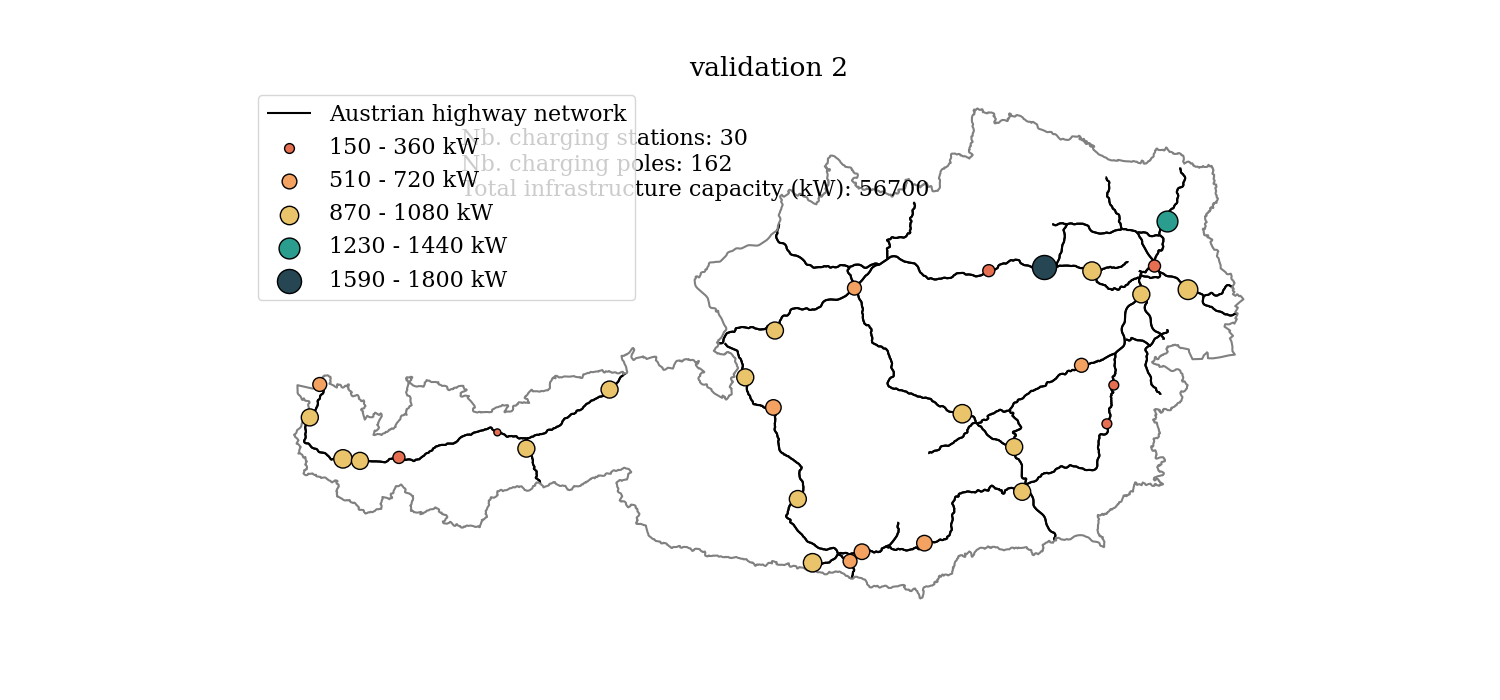 validation 2
Austrian highway network
150 - 360 kW
510 - 720 kW
870 - 1080 kW
1230 - 1440 kW
1590 - 1800 kW
Nb. charging stations: 30
Nb. charging poles: 162
Total infrastructure capacity (kW): 56700